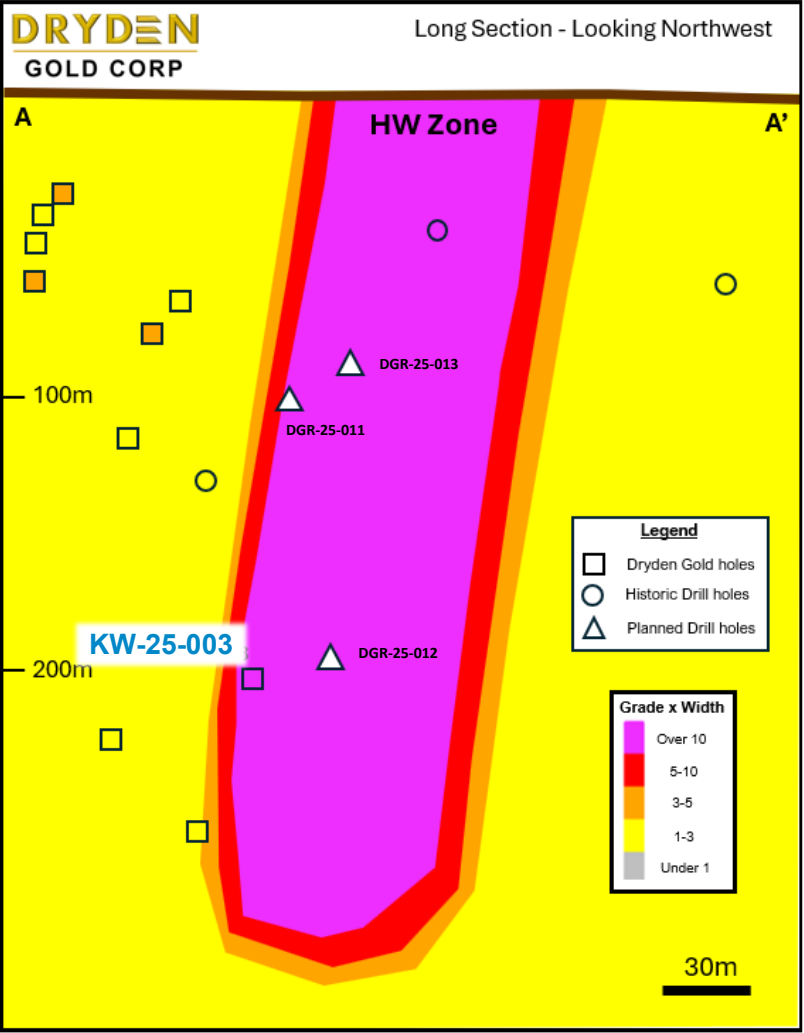 DRYDEN
GOLD CORP
Long Section - Looking Northwest
A
HW Zone
A’
DGR-25-013
100m
DGR-25-011
Legend
Dryden Gold holes
Historic Drill holes
Planned Drill holes
KW-25-003
DGR-25-012
200m
Grade x Width
Over 10
5-10
3-5
1-3
Under 1
30m